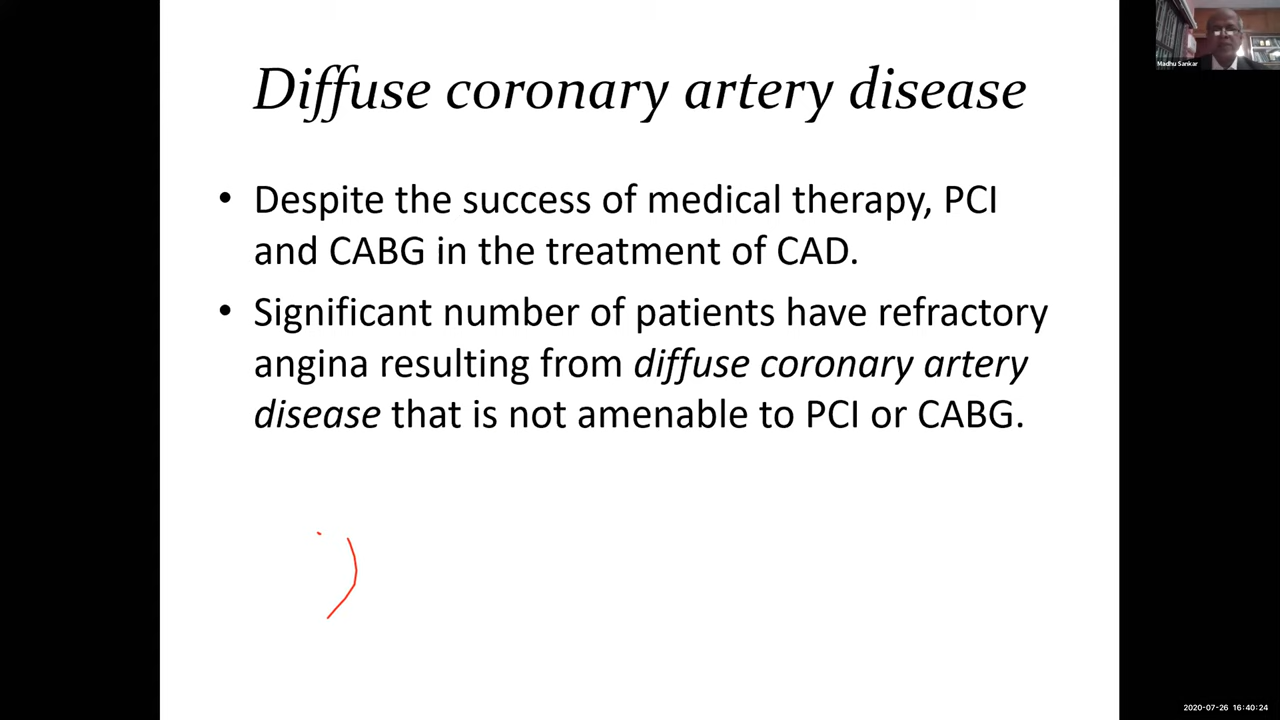 Diffuse coronary artery disease
• Despite the success of medical therapy, PCI
and CABG in the treatment of CAD.
• Significant number of patients have refractory
angina resulting from diffuse coronary artery
disease that is not amenable to PCI or CABG.
Madhu Sankar
2020-07-26 16:40:24